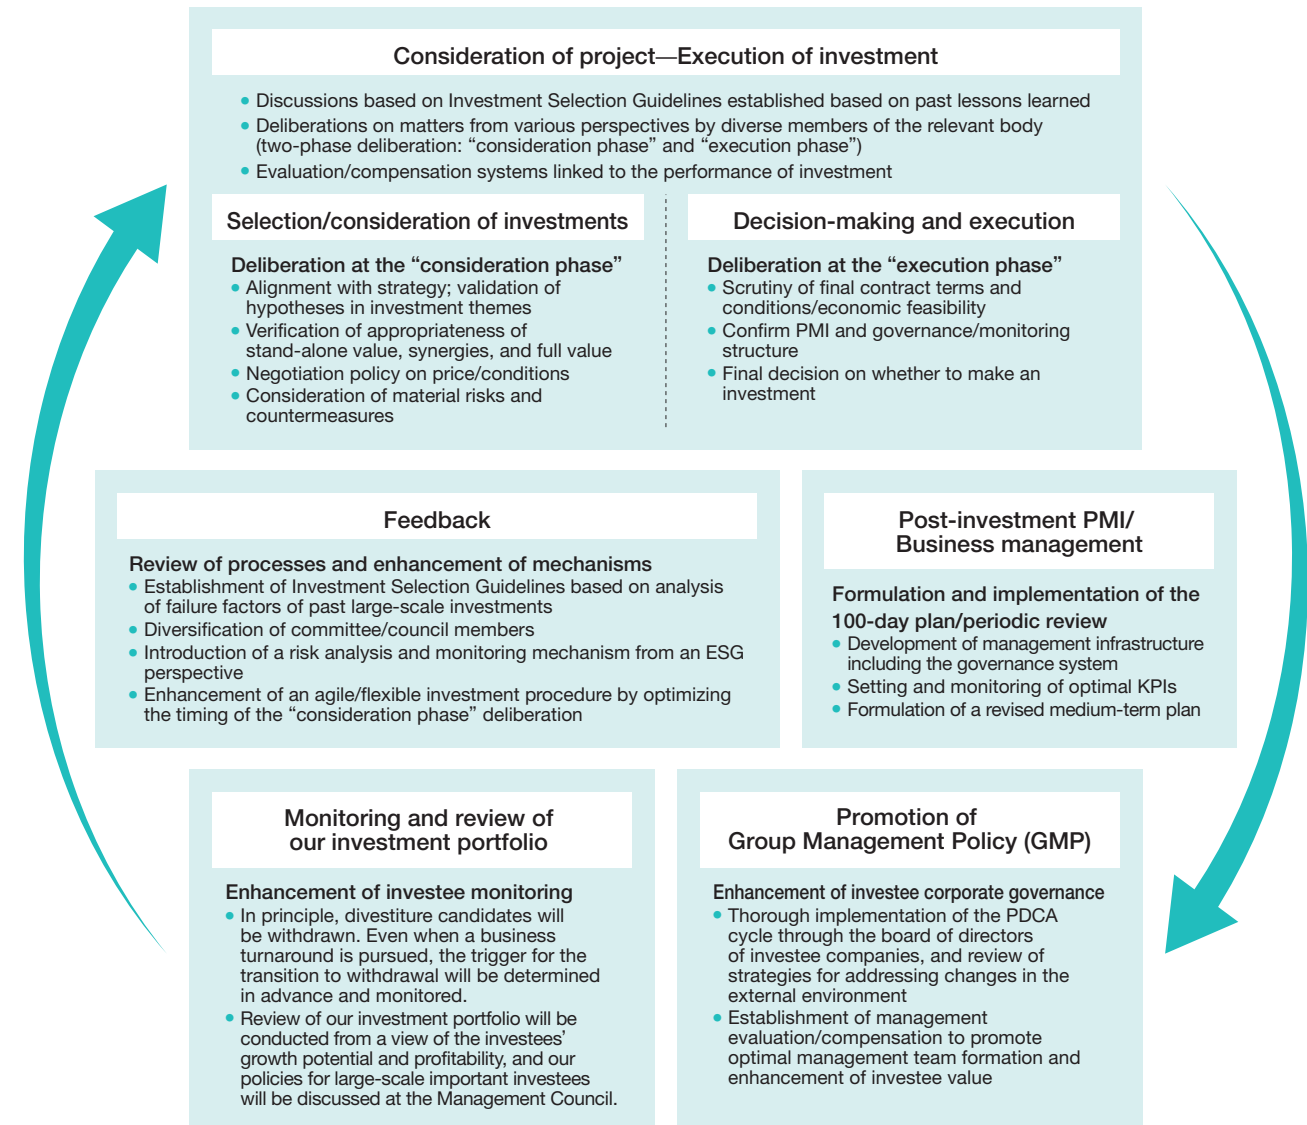 Consideration of project—Execution of investment
• Discussions based on Investment Selection Guidelines established based on past lessons learned
• Deliberations on matters from various perspectives by diverse members of the relevant body
(two-phase deliberation: “consideration phase” and “execution phase”)
• Evaluation/compensation systems linked to the performance of investment
Selection/consideration of investments
Deliberation at the “consideration phase”
• Alignment with strategy; validation of
hypotheses in investment themes
• Verification of appropriateness of
stand-alone value, synergies, and full value
• Negotiation policy on price/conditions
• Consideration of material risks and
countermeasures
Decision-making and execution
Deliberation at the “execution phase”
• Scrutiny of final contract terms and
conditions/economic feasibility
• Confirm PMI and governance/monitoring
structure
• Final decision on whether to make an
investment
Feedback
Review of processes and enhancement of mechanisms
• Establishment of Investment Selection Guidelines based on analysis
of failure factors of past large-scale investments
• Diversification of committee/council members
• Introduction of a risk analysis and monitoring mechanism from an ESG
perspective
• Enhancement of an agile/flexible investment procedure by optimizing
the timing of the “consideration phase” deliberation
Post-investment PMI/
Business management
Formulation and implementation of the
100-day plan/periodic review
• Development of management infrastructure
including the governance system
• Setting and monitoring of optimal KPIs
• Formulation of a revised medium-term plan
Monitoring and review of
our investment portfolio
Enhancement of investee monitoring
• In principle, divestiture candidates will
be withdrawn. Even when a business
turnaround is pursued, the trigger for the
transition to withdrawal will be determined
in advance and monitored.
• Review of our investment portfolio will be
conducted from a view of the investees’
growth potential and profitability, and our
policies for large-scale important investees
will be discussed at the Management Council.
Promotion of
Group Management Policy (GMP)
Enhancement of investee corporate governance
• Thorough implementation of the PDCA
cycle through the board of directors
of investee companies, and review of
strategies for addressing changes in the
external environment
• Establishment of management
evaluation/compensation to promote
optimal management team formation and
enhancement of investee value